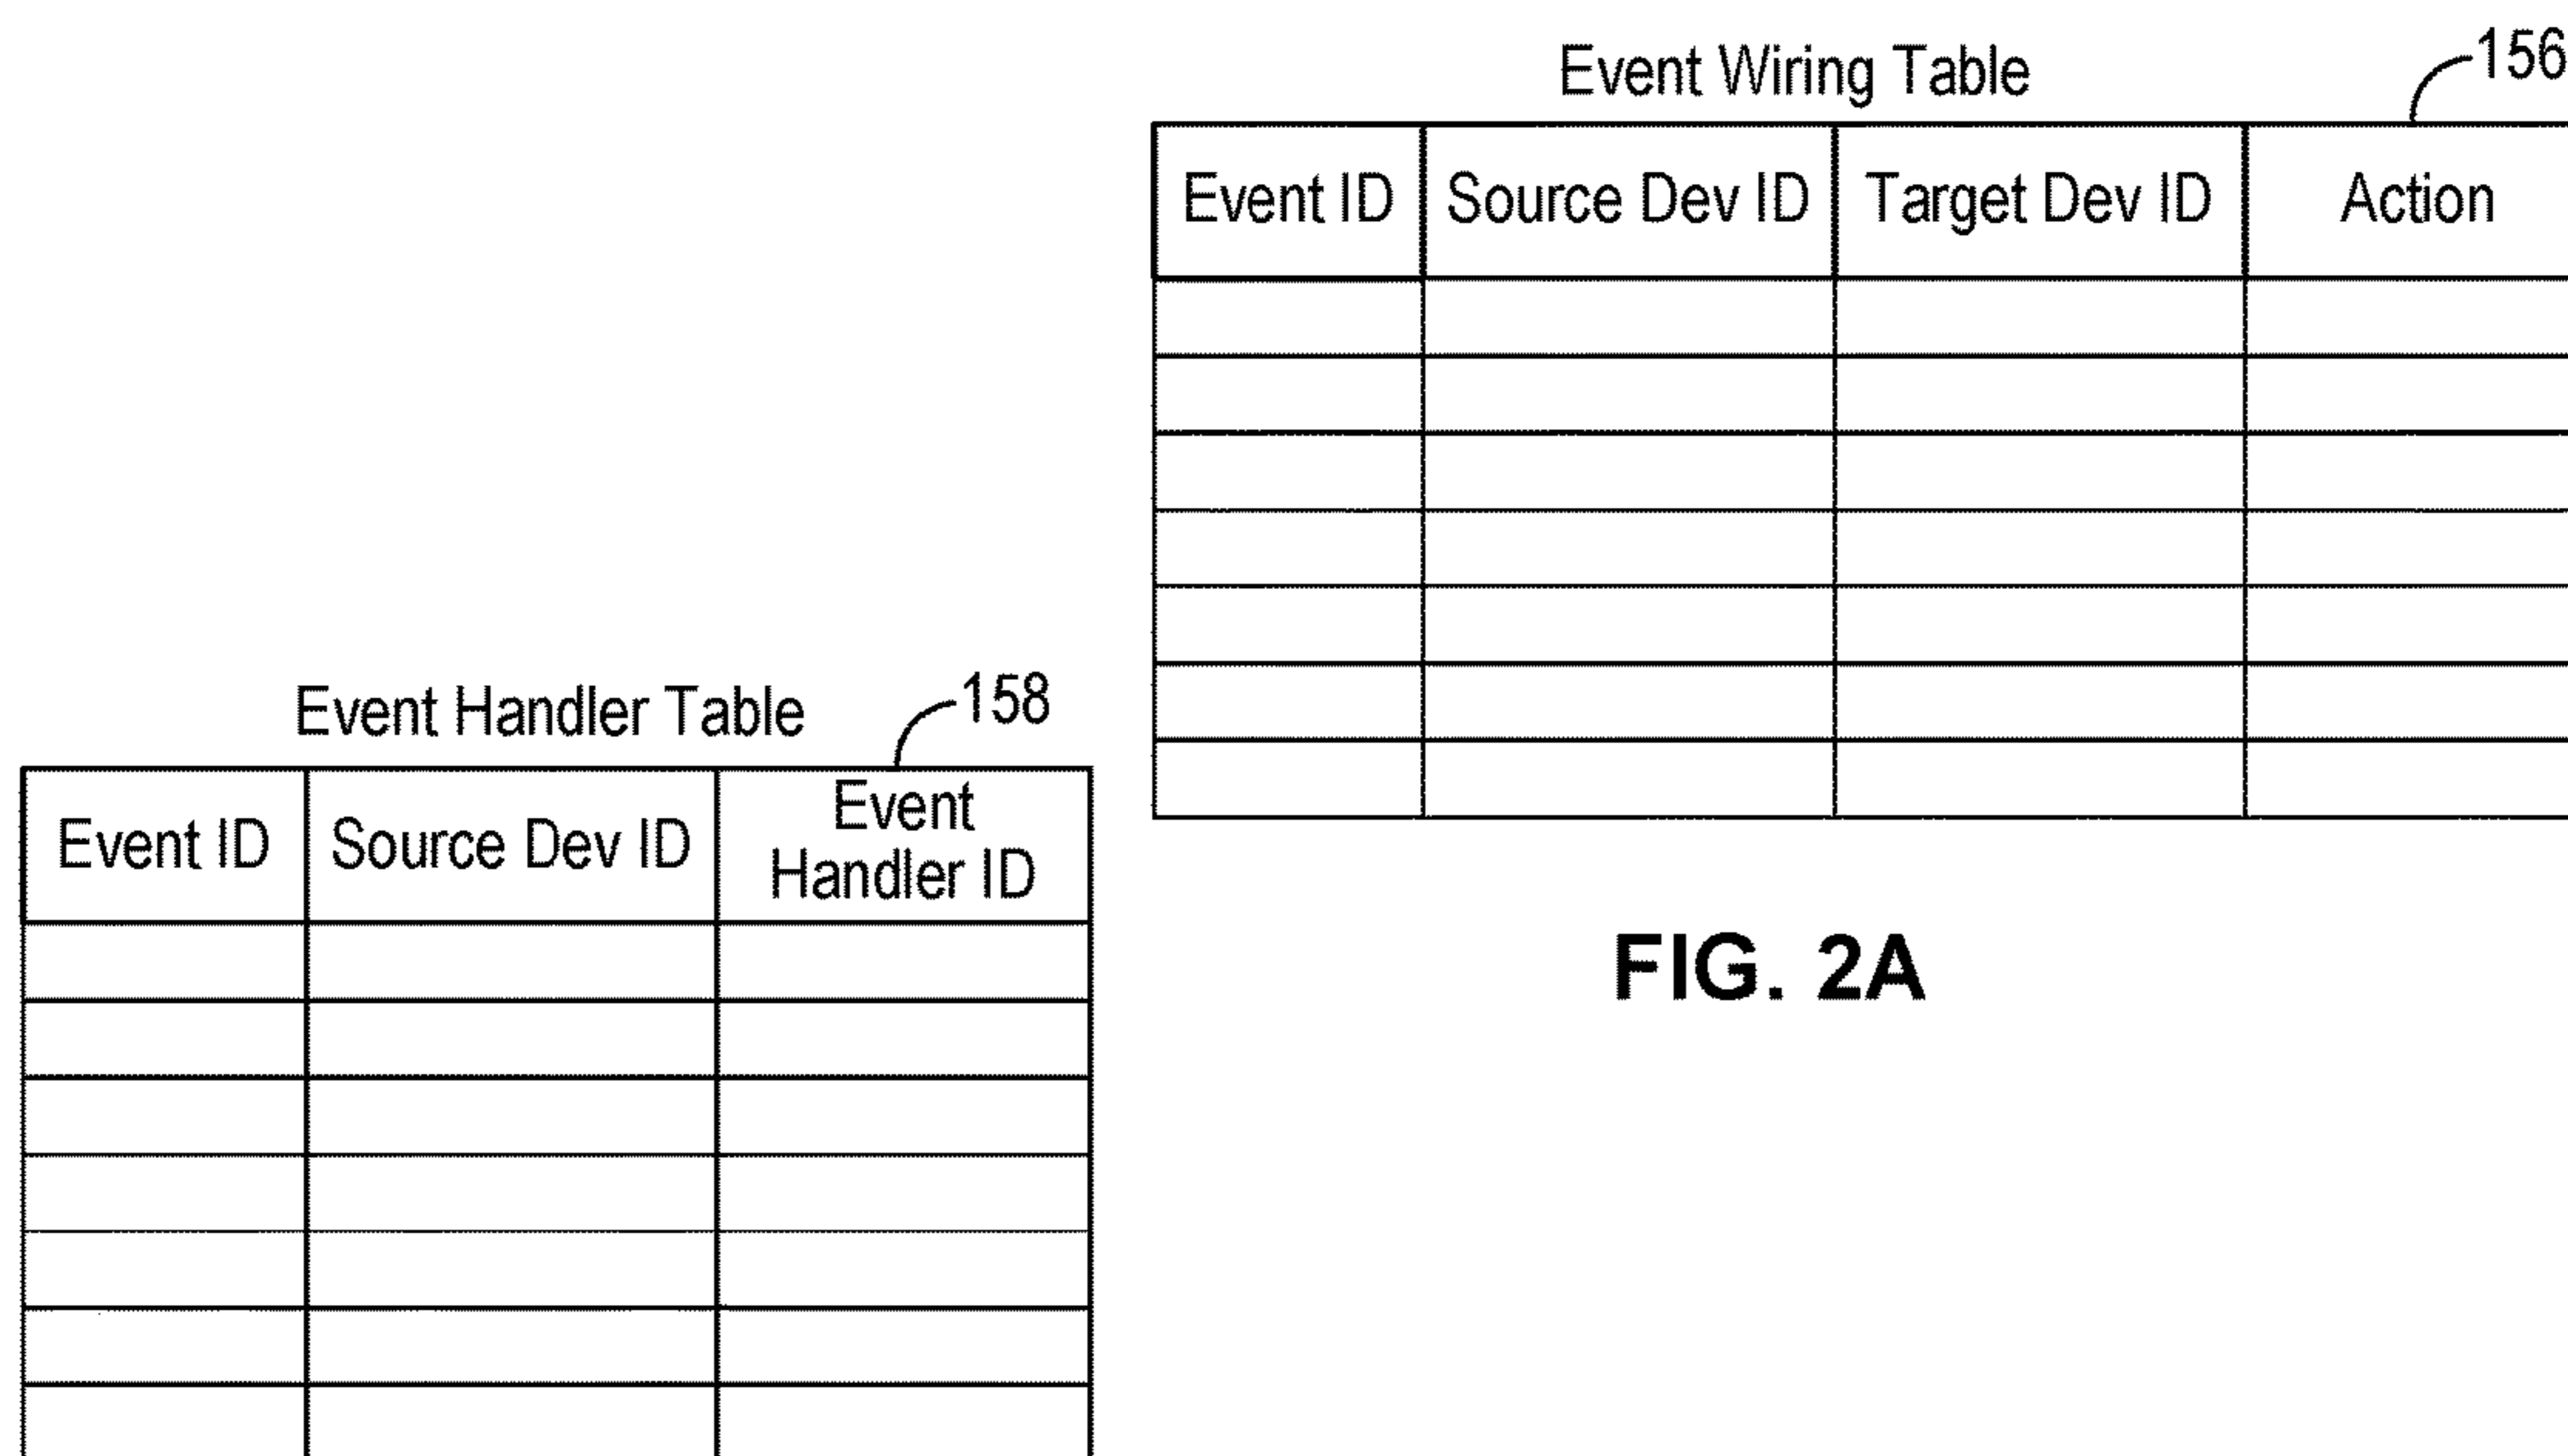 Event Wiring Table
156
Event ID
Source Dev ID
Target Dev ID
Action
Event Handler Table
158
Event ID
Source Dev ID
Event
Handler ID
FIG. 2A